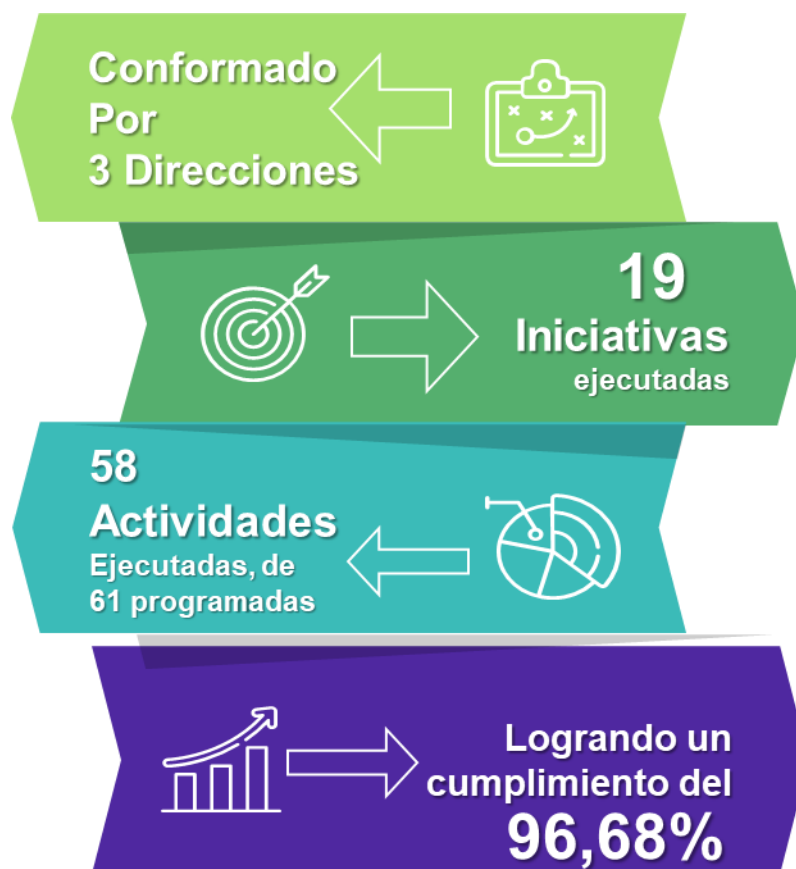 Conformado
Por
3 Direcciones
19
Iniciativas
ejecutadas
58
Actividades
Ejecutadas, de
61 programadas
Logrando un
cumplimiento del
96,68%